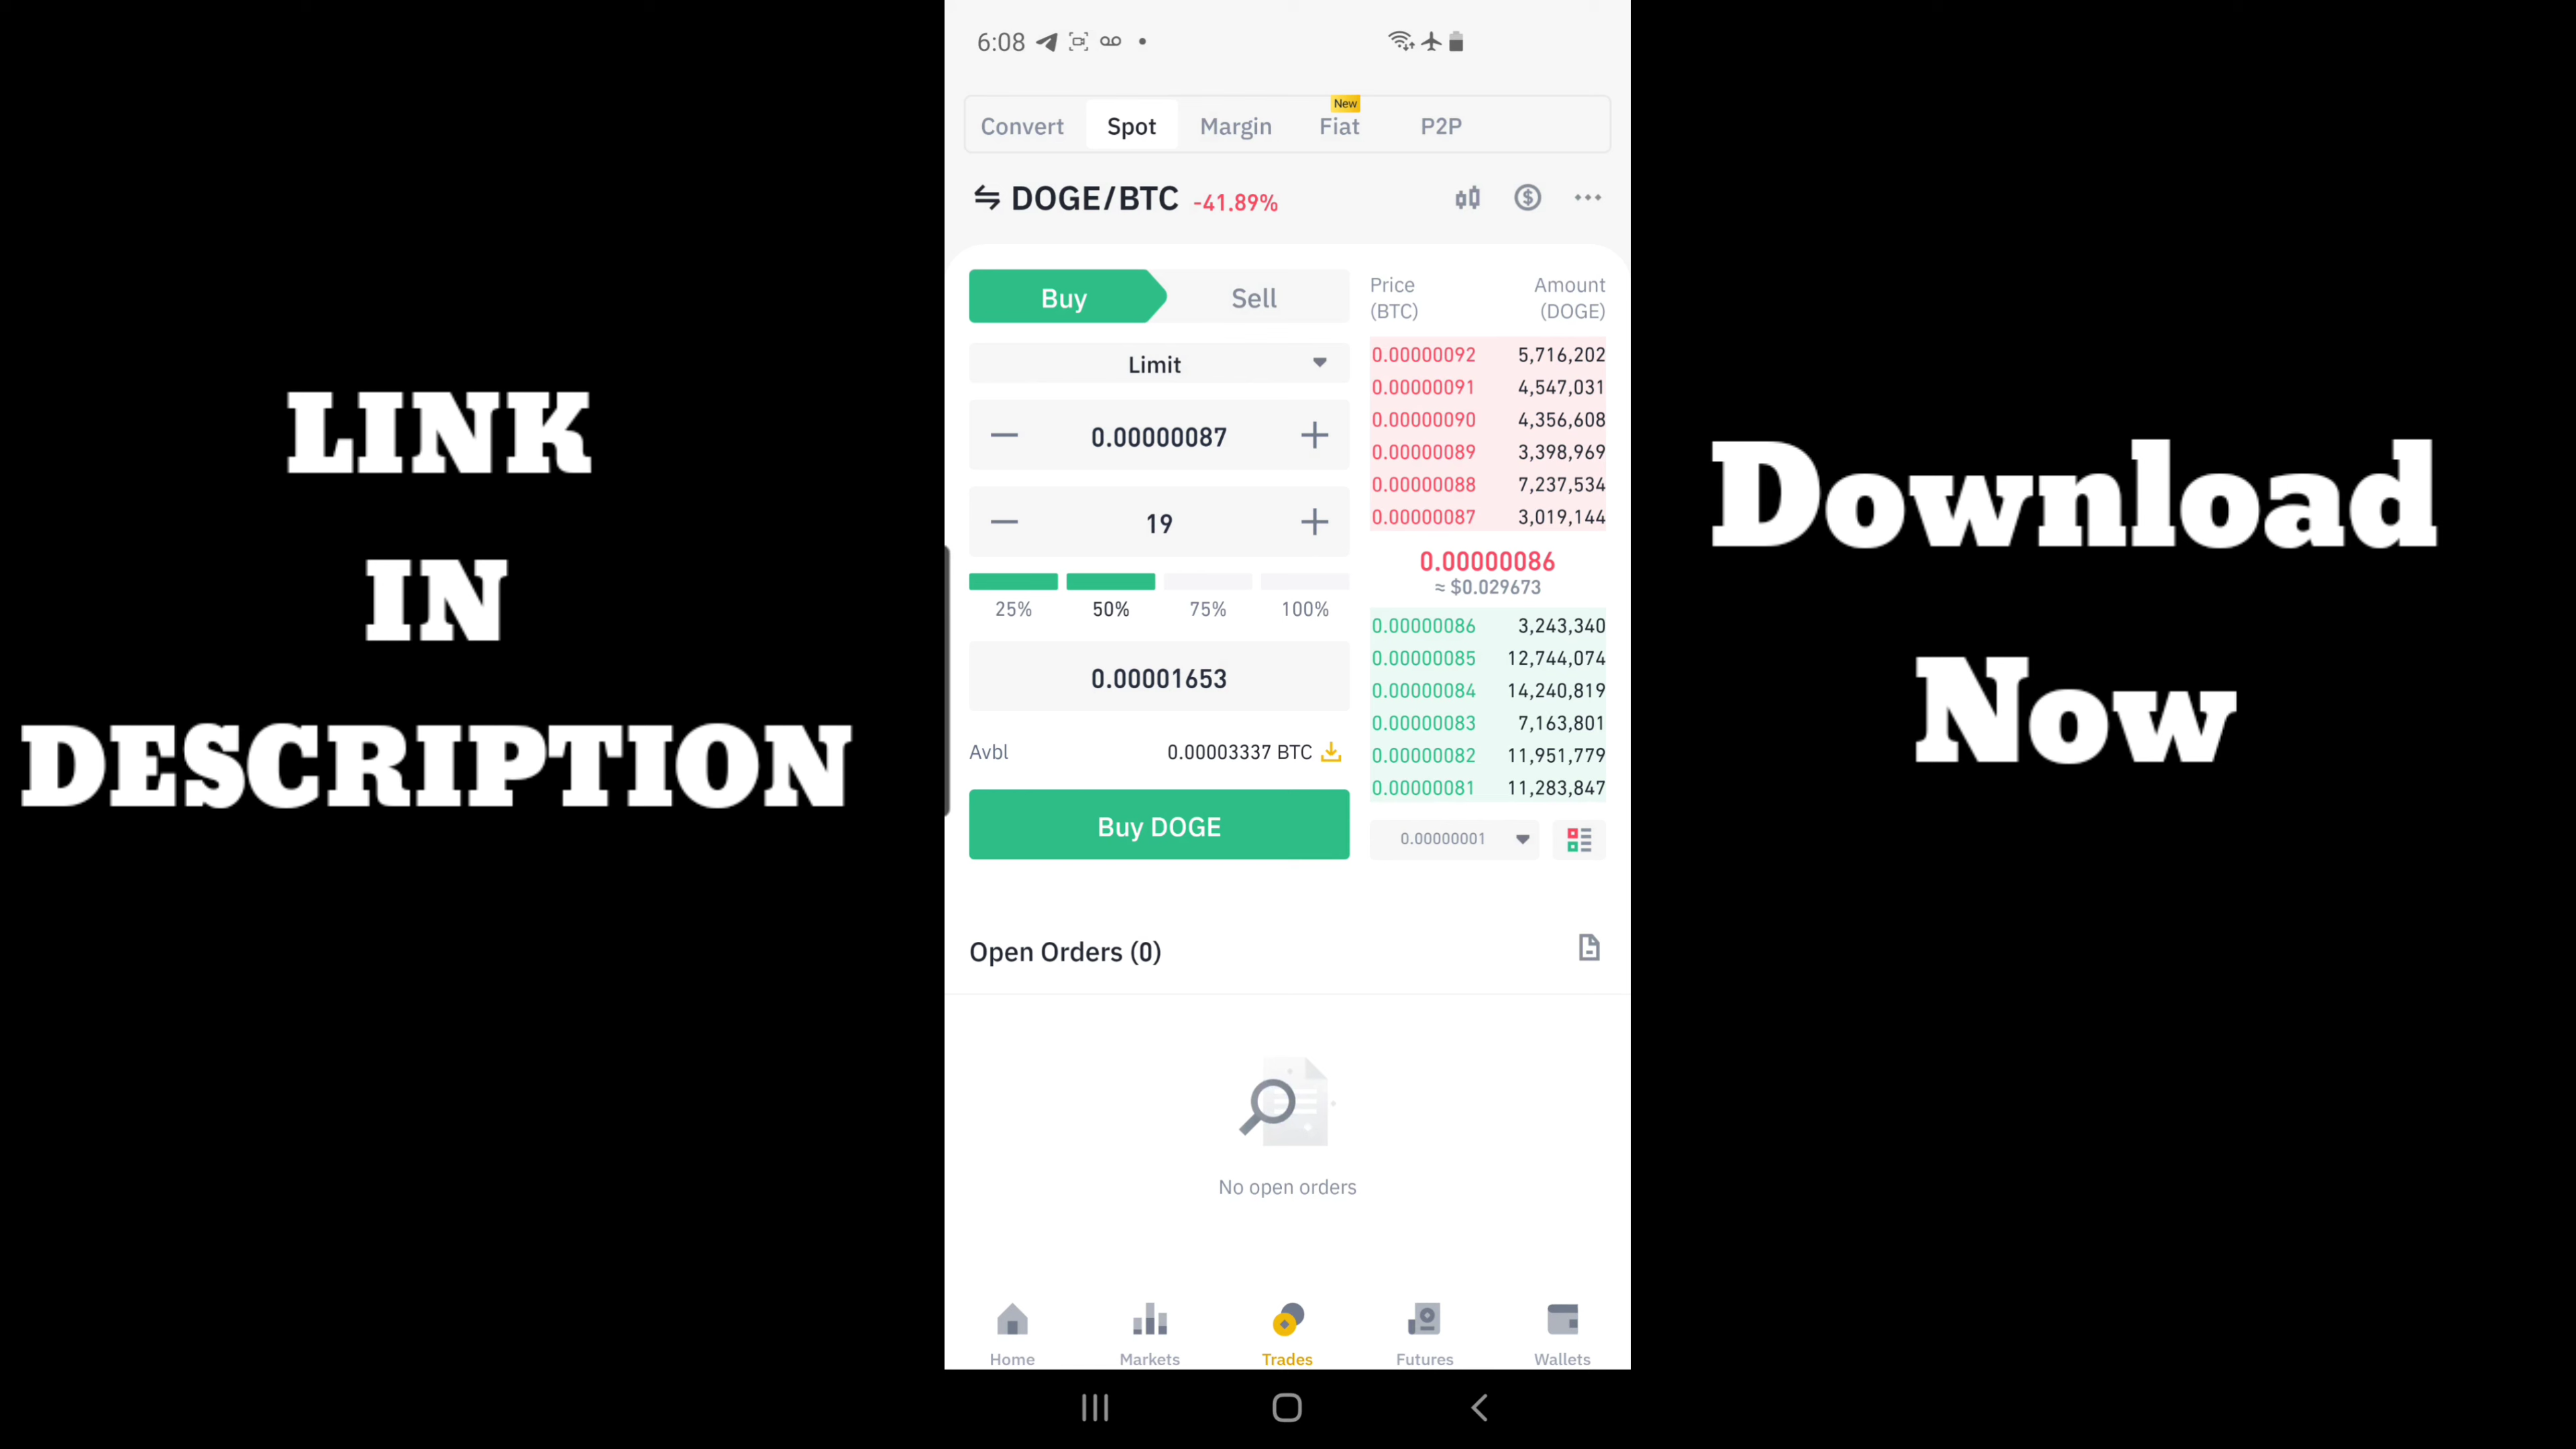 LINK
IN
DESCRIPTION
6:08
Convert Spot Margin Fiat New P2P
DOGE/BTC -41.89%
Buy Sell
Limit
0.00000087
19
25% 50% 75% 100%
0.00001653
Avbl 0.00003337 BTC
Buy DOGE
Price Amount
(BTC) (DOGE)
0.00000092 5,716,202
0.00000091 4,547,031
0.00000090 4,356,608
0.00000089 3,398,969
0.00000088 7,237,534
0.00000087 3,019,144
0.00000086
≈ $0.029673
0.00000086 3,243,340
0.00000085 12,744,074
0.00000084 14,240,819
0.00000083 7,163,801
0.00000082 11,951,779
0.00000081 11,283,847
0.00000001
Open Orders (0)
No open orders
Home Markets Trades Futures Wallets
Download
Now